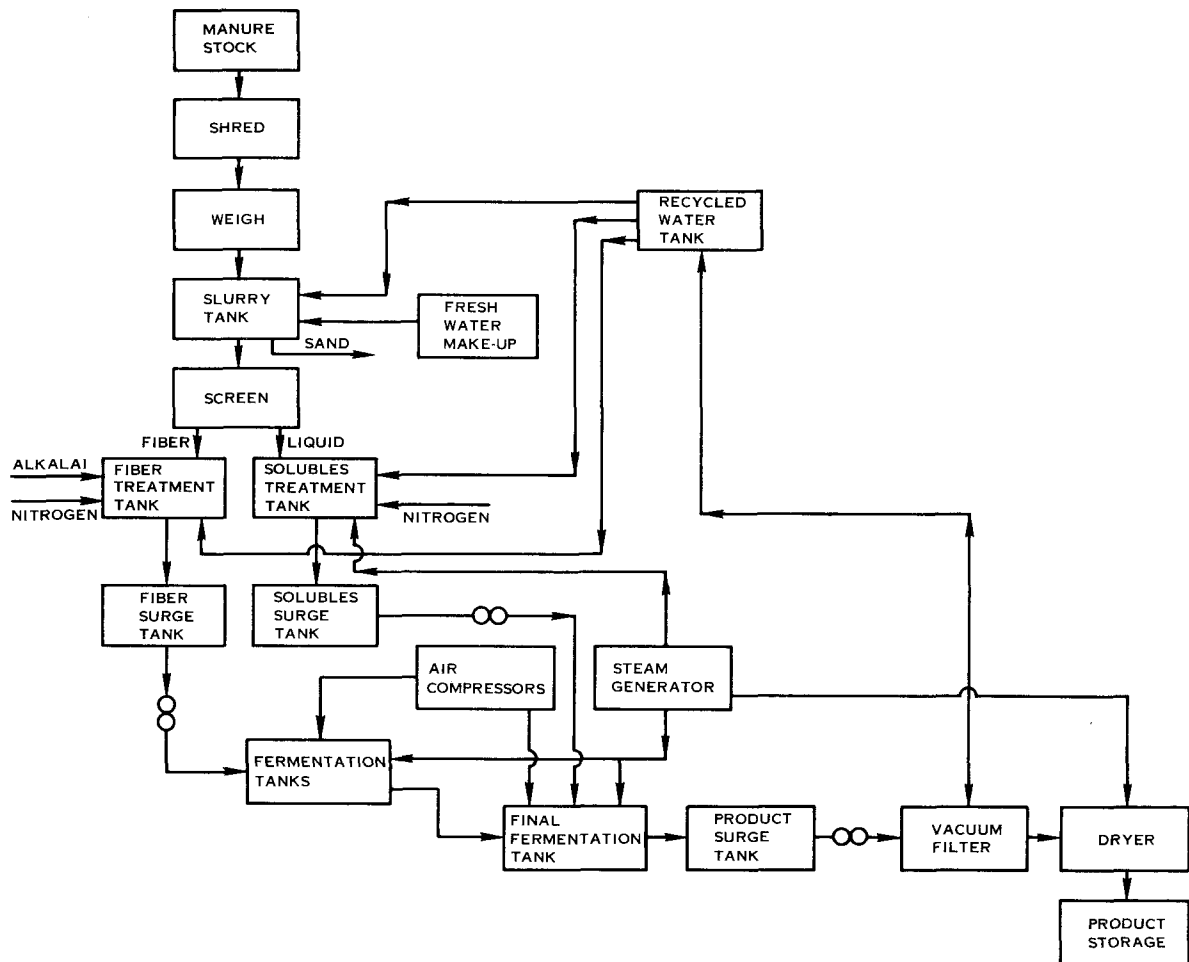 MANURE
STOCK
SHRED
WEIGH
RECYCLED
WATER
TANK
SLURRY
TANK
FRESH
WATER
MAKE-UP
SAND
SCREEN
FIBER
LIQUID
ALKALAI
FIBER
TREATMENT
TANK
SOLUBLES
TREATMENT
TANK
NITROGEN
NITROGEN
FIBER
SURGE
TANK
SOLUBLES
SURGE
TANK
AIR
COMPRESSORS
STEAM
GENERATOR
FERMENTATION
TANKS
FINAL
FERMENTATION
TANK
PRODUCT
SURGE
TANK
VACUUM
FILTER
DRYER
PRODUCT
STORAGE